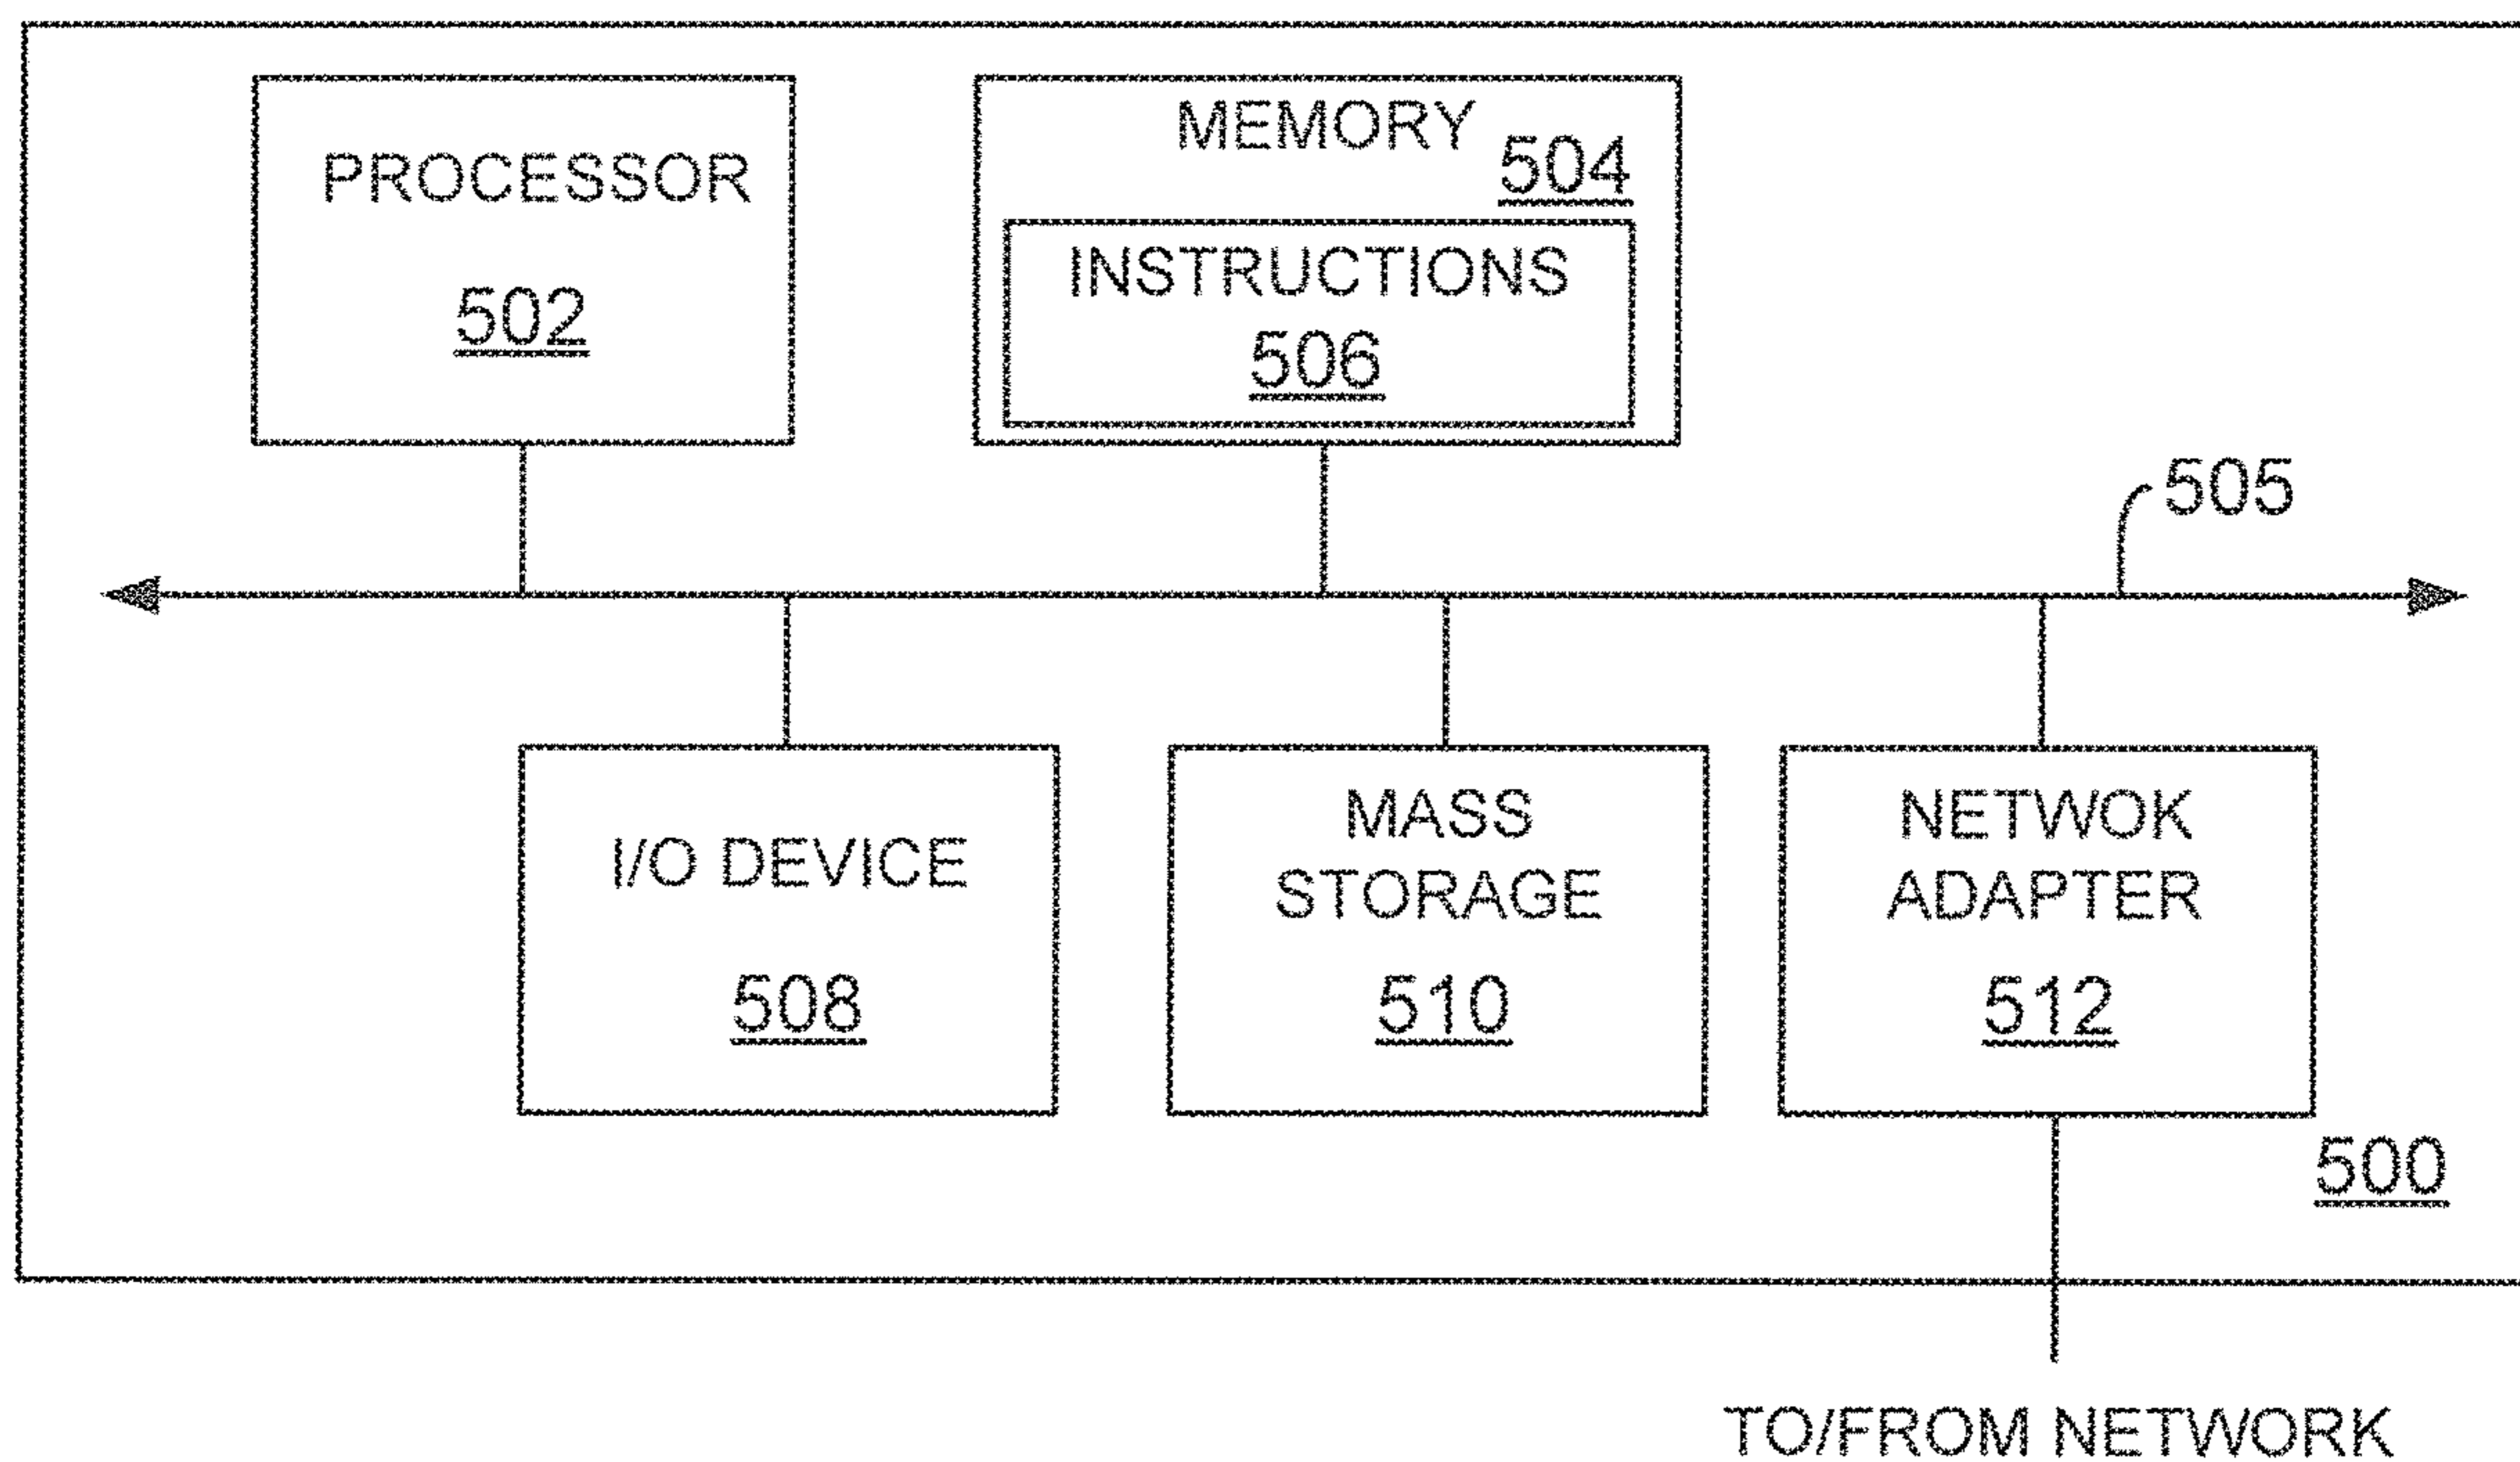 PROCESSOR
502
MEMORY
504
INSTRUCTIONS
506
505
I/O DEVICE
508
MASS
STORAGE
510
NETWOK
ADAPTER
512
500
TO/FROM NETWORK